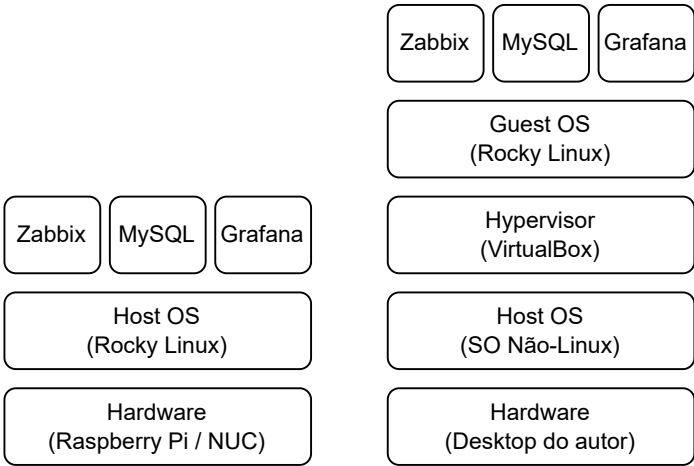 Zabbix
MySQL
Grafana
Host OS
(Rocky Linux)
Hardware
(Raspberry Pi / NUC)
Zabbix
MySQL
Grafana
Guest OS
(Rocky Linux)
Hypervisor
(VirtualBox)
Host OS
(SO Não-Linux)
Hardware
(Desktop do autor)